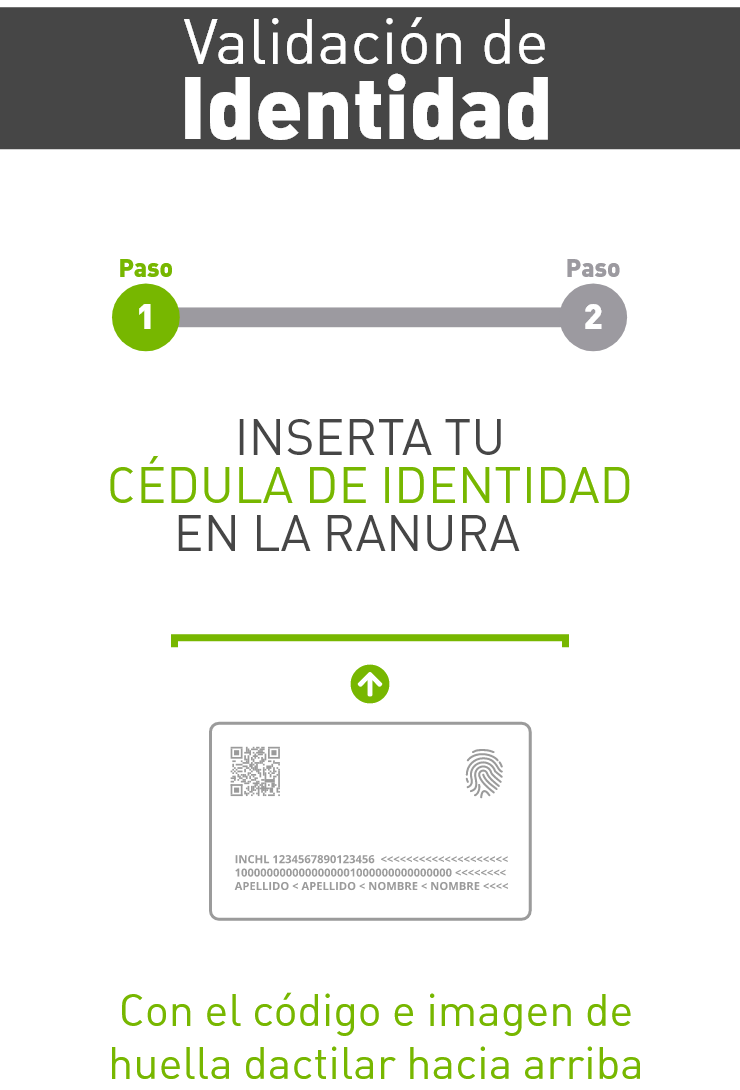 Validación de
Identidad
Paso
Paso
1
2
INSERTA TU
CÉDULA DE IDENTIDAD
EN LA RANURA
INCHL 1234567890123456 <<<<<<<<<<<<<<<<<<<<
100000000000000000100000000000000 <<<<<<<<
APELLIDO < APELLIDO < NOMBRE < NOMBRE <<<<
Con el código e imagen de
huella dactilar hacia arriba